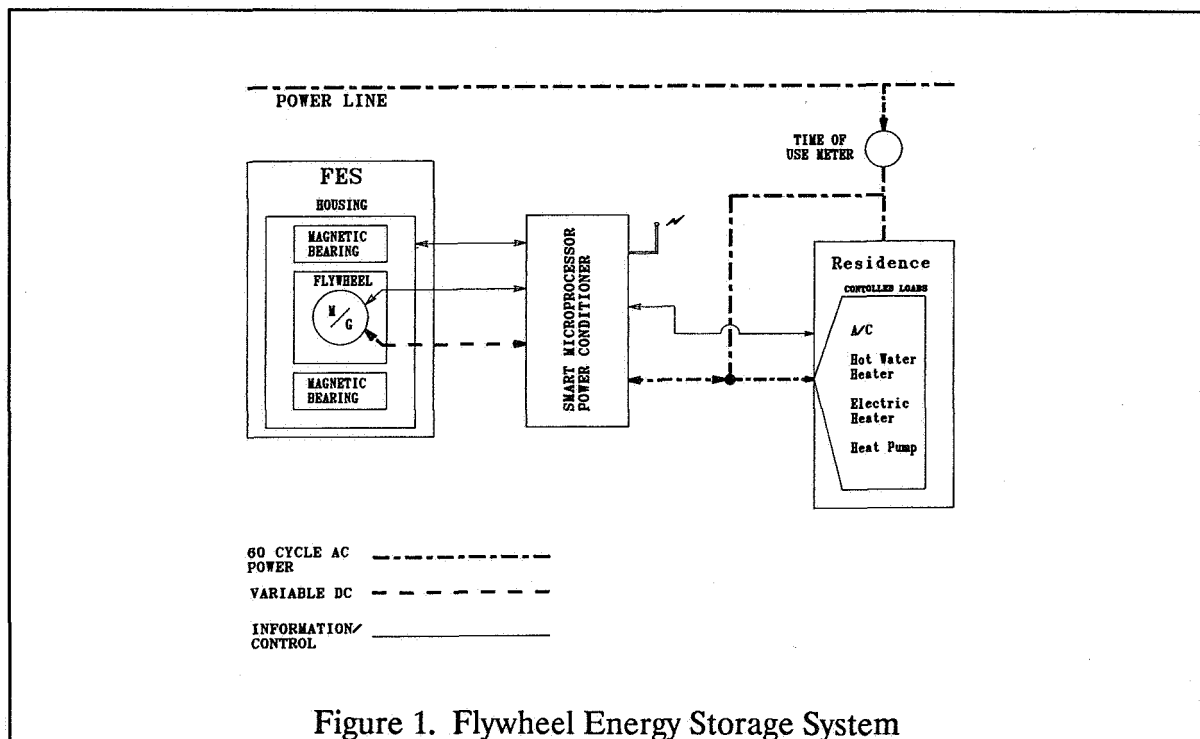 POWER LINE
TIME OF
USE METER
FES
HOUSING
MAGNETIC
BEARING
FLYWHEEL
M/G
MAGNETIC
BEARING
SMART MICROPROCESSOR
POWER CONDITIONER
Residence
CONTOLLED LOADS
A/C
Hot Water
Heater
Electric
Heater
Heat Pump
60 CYCLE AC
POWER
VARIABLE DC
INFORMATION/
CONTROL
Figure 1. Flywheel Energy Storage System